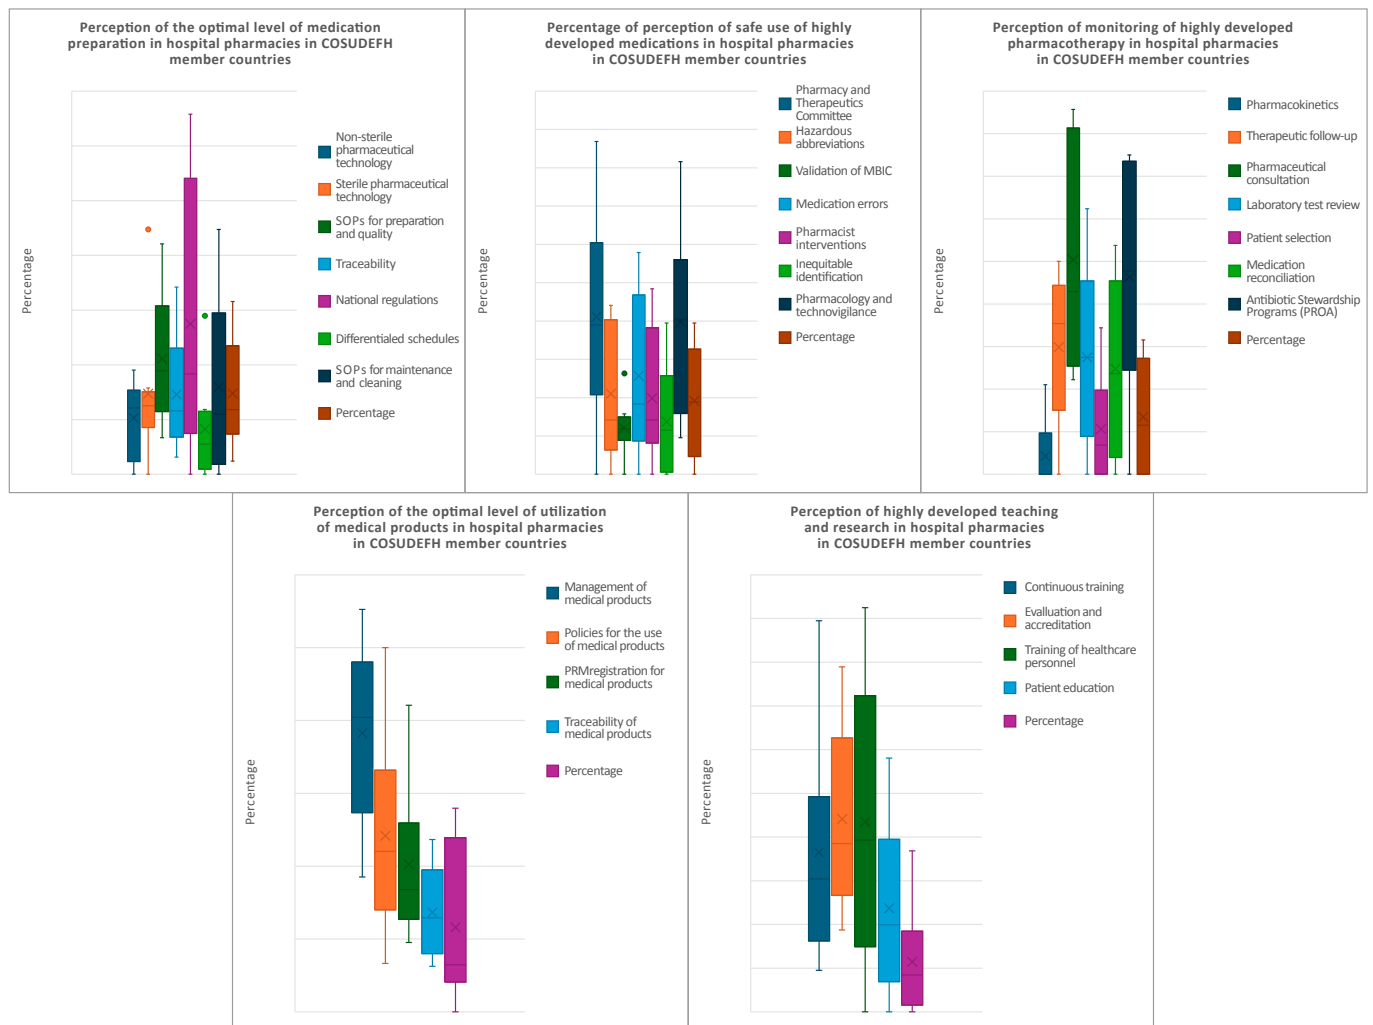 Perception of the optimal level of medication
preparation in hospital pharmacies in COSUDEFH
member countries
Percentage
Non-sterile
pharmaceutical
technology
Sterile pharmaceutical
technology
SOPs for preparation
and quality
Traceability
National regulations
Differentialed schedules
SOPs for maintenance
and cleaning
Percentage
Percentage of perception of safe use of highly
developed medications in hospital pharmacies
in COSUDEFH member countries
Percentage
Pharmacy and
Therapeutics
Committee
Hazardous
abbreviations
Validation of MBIC
Medication errors
Pharmacist
interventions
Inequitable
identification
Pharmacology and
technovigilance
Percentage
Perception of monitoring of highly developed
pharmacotherapy in hospital pharmacies
in COSUDEFH member countries
Percentage
Pharmacokinetics
Therapeutic follow-up
Pharmaceutical
consultation
Laboratory test review
Patient selection
Medication
reconciliation
Antibiotic Stewardship
Programs (PROA)
Percentage
Perception of the optimal level of utilization
of medical products in hospital pharmacies
in COSUDEFH member countries
Percentage
Management of
medical products
Policies for the use
of medical products
PRMregistration for
medical products
Traceability of
medical products
Percentage
Perception of highly developed teaching
and research in hospital pharmacies
in COSUDEFH member countries
Percentage
Continuous training
Evaluation and
accreditation
Training of healthcare
personnel
Patient education
Percentage